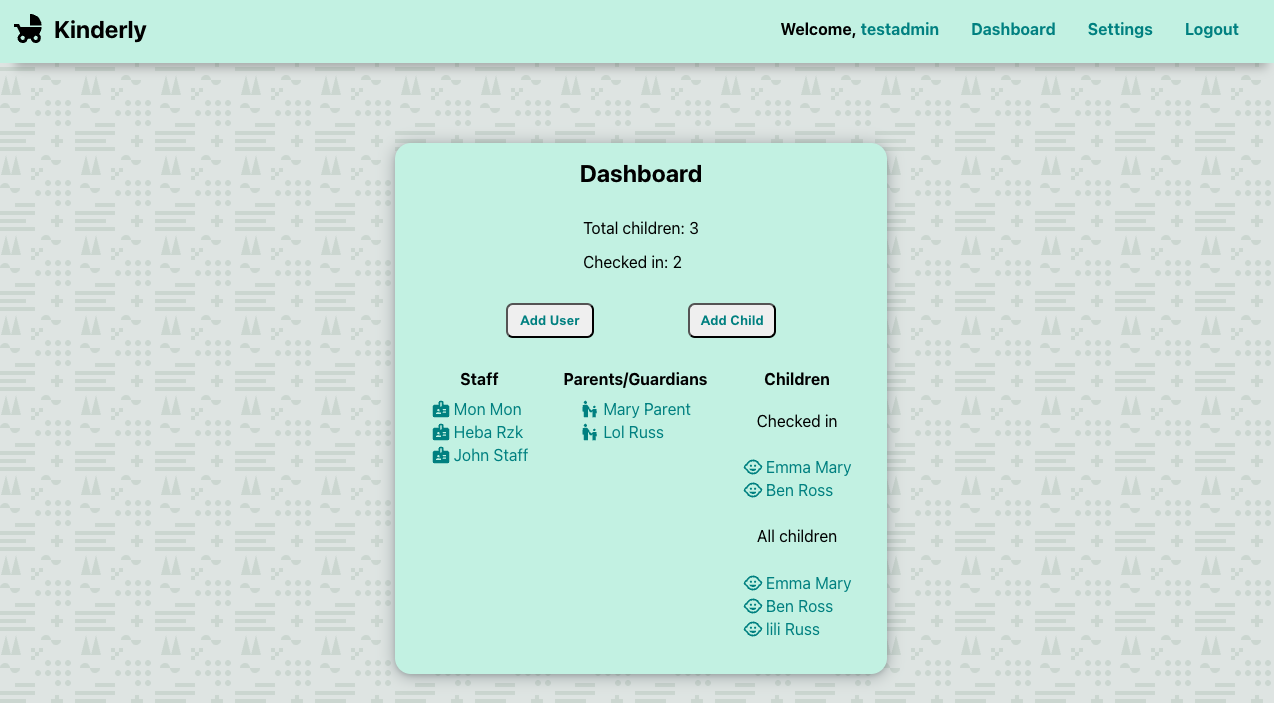 Kinderly
Welcome, testadmin Dashboard Settings Logout
Dashboard
Total children: 3
Checked in: 2
Add User Add Child
Staff
Mon Mon
Heba Rzk
John Staff
Parents/Guardians
Mary Parent
Lol Russ
Children
Checked in
Emma Mary
Ben Ross
All children
Emma Mary
Ben Ross
lili Russ